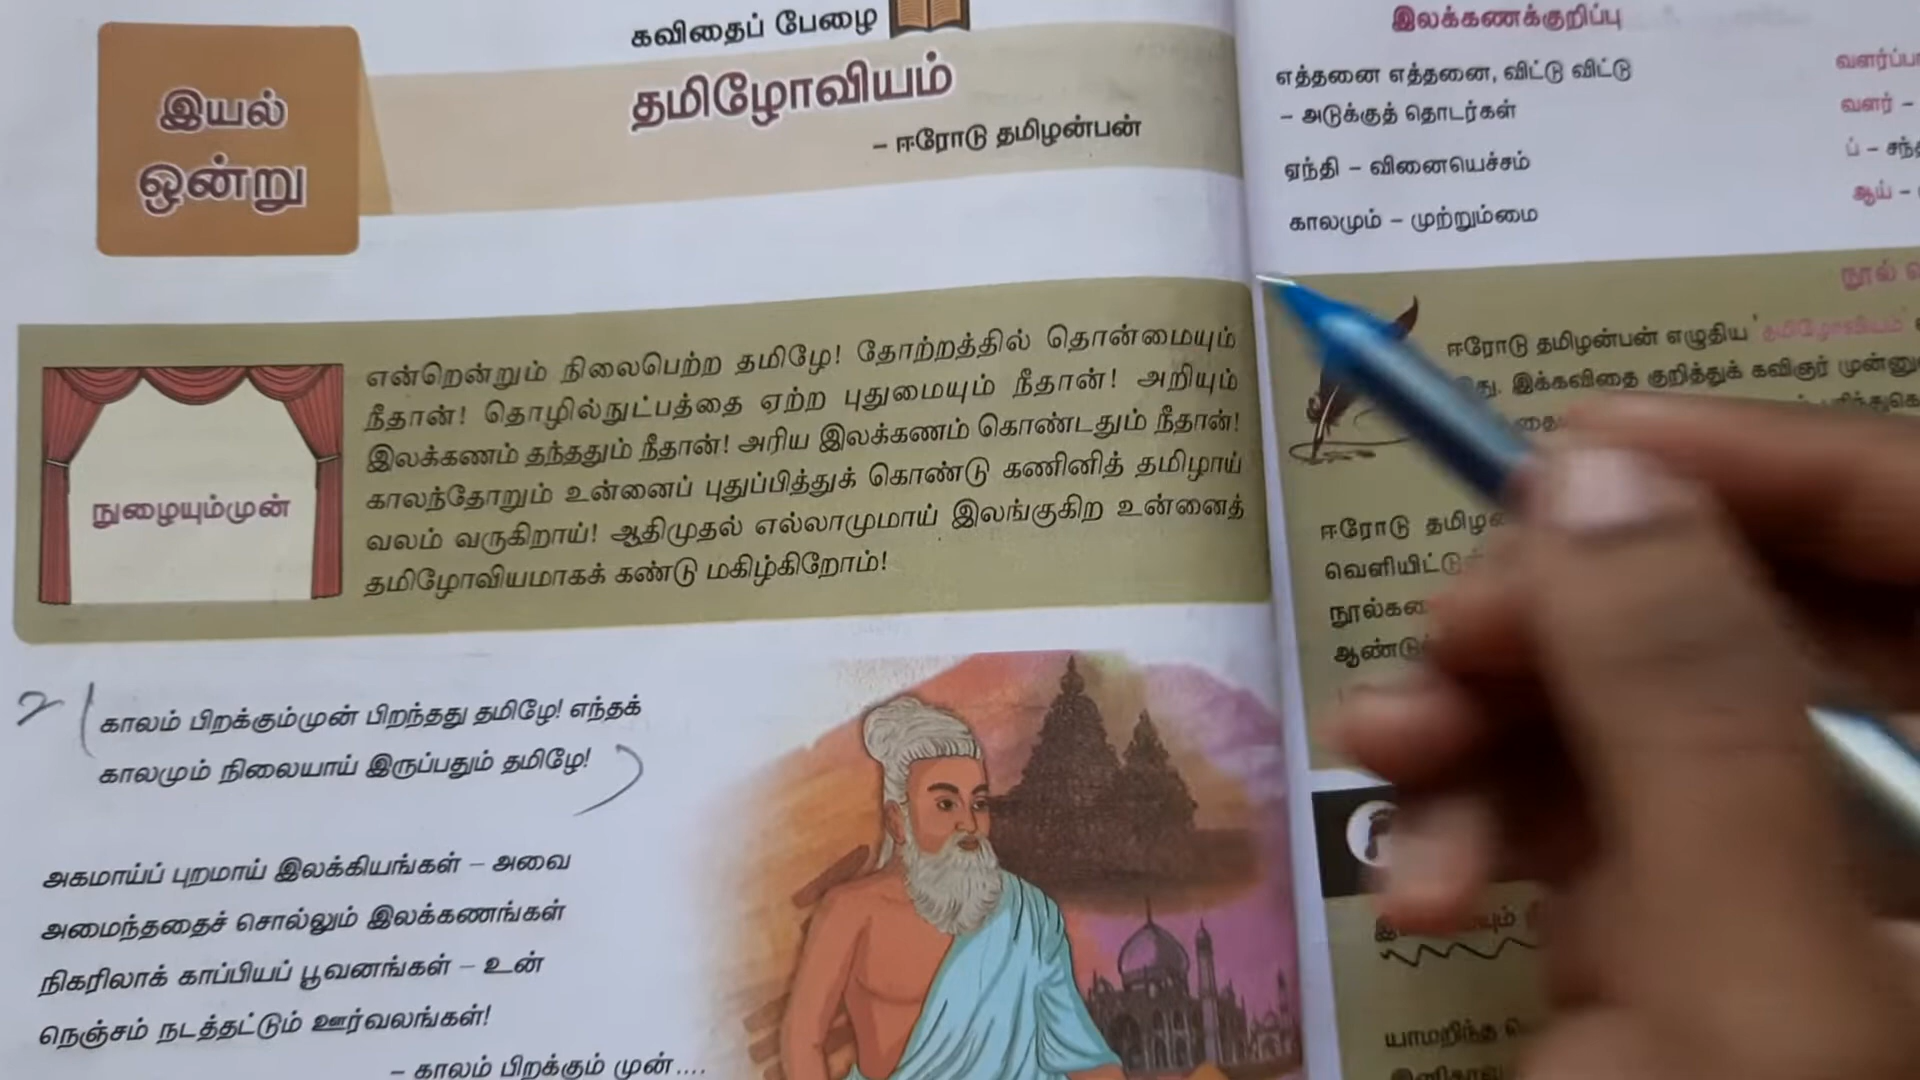 கவிதைப் பேழை
இயல்
ஒன்று
தமிழோவியம்
– ஈரோடு தமிழன்பன்
நுழையும்முன்
என்றென்றும் நிலைபெற்ற தமிழே! தோற்றத்தில் தொன்மையும்
நீதான்! தொழில்நுட்பத்தை ஏற்ற புதுமையும் நீதான்! அறியும்
இலக்கணம் தந்ததும் நீதான்! அரிய இலக்கணம் கொண்டதும் நீதான்!
காலந்தோறும் உன்னைப் புதுப்பித்துக் கொண்டு கணினித் தமிழாய்
வலம் வருகிறாய்! ஆதிமுதல் எல்லாமுமாய் இலங்குகிற உன்னைத்
தமிழோவியமாகக் கண்டு மகிழ்கிறோம்!
2
காலம் பிறக்கும்முன் பிறந்தது தமிழே! எந்தக்
காலமும் நிலையாய் இருப்பதும் தமிழே!
அகமாய்ப் புறமாய் இலக்கியங்கள் – அவை
அமைந்ததைச் சொல்லும் இலக்கணங்கள்
நிகரிலாக் காப்பியப் பூவனங்கள் – உன்
நெஞ்சம் நடத்தட்டும் ஊர்வலங்கள்!
– காலம் பிறக்கும் முன்....
இலக்கணக்குறிப்பு
எத்தனை எத்தனை, விட்டு விட்டு
– அடுக்குத் தொடர்கள்
ஏந்தி – வினையெச்சம்
காலமும் – முற்றும்மை
வளர் –
ப் –
ஆய் –
நூல்
ஈரோடு தமிழன்பன் எழுதிய 'தமிழோவியம்'
இக்கவிதை குறித்துக் கவிஞர்
ஈரோடு